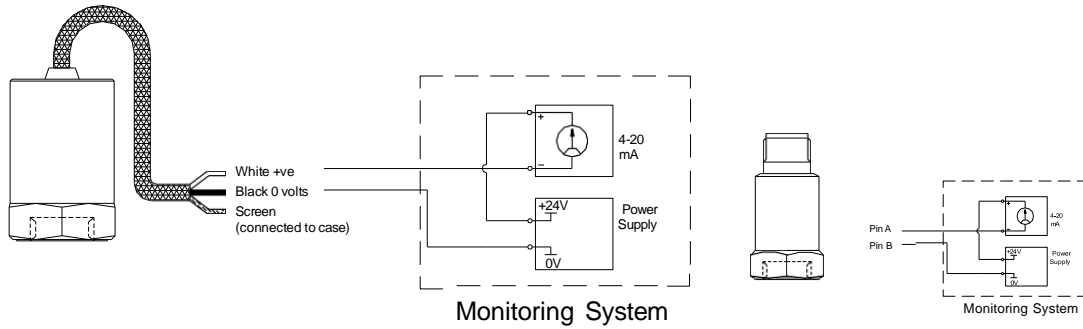 White +ve
Black 0 volts
Screen
(connected to case)
+
−
4-20
mA
+24V
0V
Power
Supply
Monitoring System
Pin A
Pin B
+
−
4-20
mA
+24V
0V
Power
Supply
Monitoring System